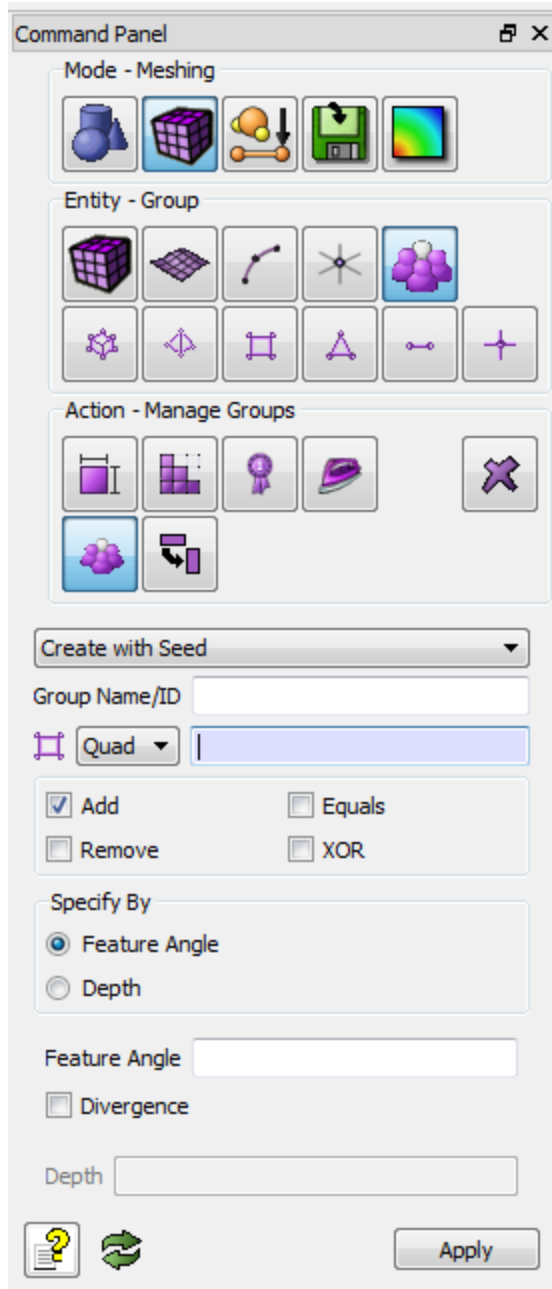 Command Panel
Mode - Meshing
Entity - Group
Action - Manage Groups
Create with Seed
Group Name/ID
Quad
Add
Equals
Remove
XOR
Specify By
Feature Angle
Depth
Feature Angle
Divergence
Depth
Apply